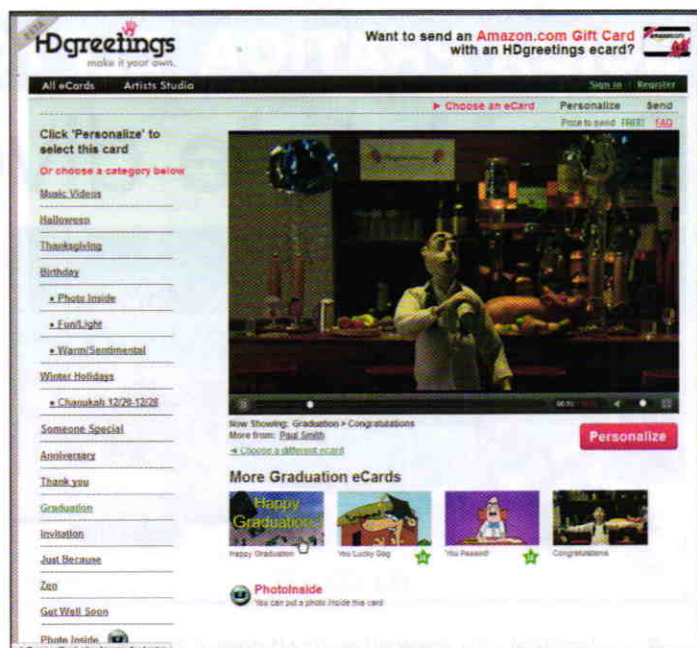 BETA
HDgreetings
make it your own.
Want to send an Amazon.com Gift Card
with an HDgreetings ecard?
All eCards Artists Studio
Sign in Register
Choose an eCard Personalize Send
Price to send FREE! FAQ
Click 'Personalize' to
select this card
Or choose a category below
Music Videos
Halloween
Thanksgiving
Birthday
Photo Inside
Fun/Light
Warm/Sentimental
Winter Holidays
Chanukah 12/20-12/28
Someone Special
Anniversary
Thank you
Graduation
Invitation
Just Because
Zen
Get Well Soon
Photo Inside
Now Showing: Graduation > Congratulations
More from: Paul Smith
Choose a different ecard
Personalize
More Graduation eCards
Happy
Graduation!
Happy Graduation
You Lucky Dog
You Passed!
Congratulations
PhotoInside
You can put a photo inside this card